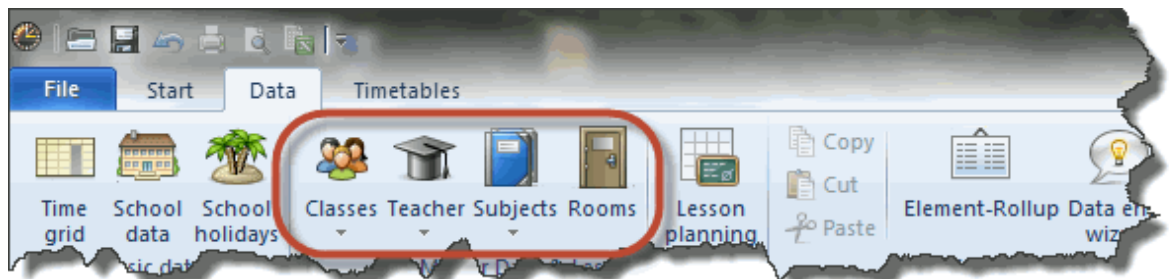 File Start Data Timetables
Copy
Cut
Paste
Time grid
School data
School holidays
Classes Teacher Subjects Rooms
Lesson planning
Element-Rollup
Data